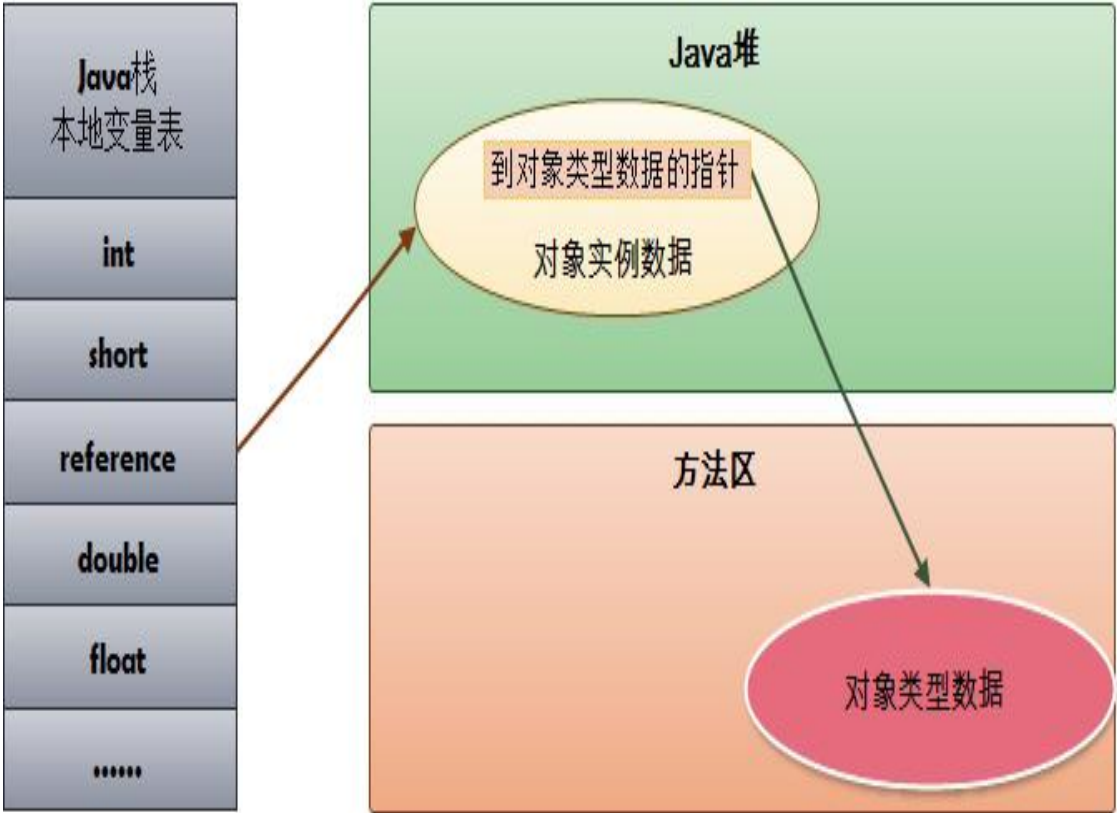 Java栈
本地变量表
int
short
reference
double
float
......
Java堆
到对象类型数据的指针
对象实例数据
方法区
对象类型数据